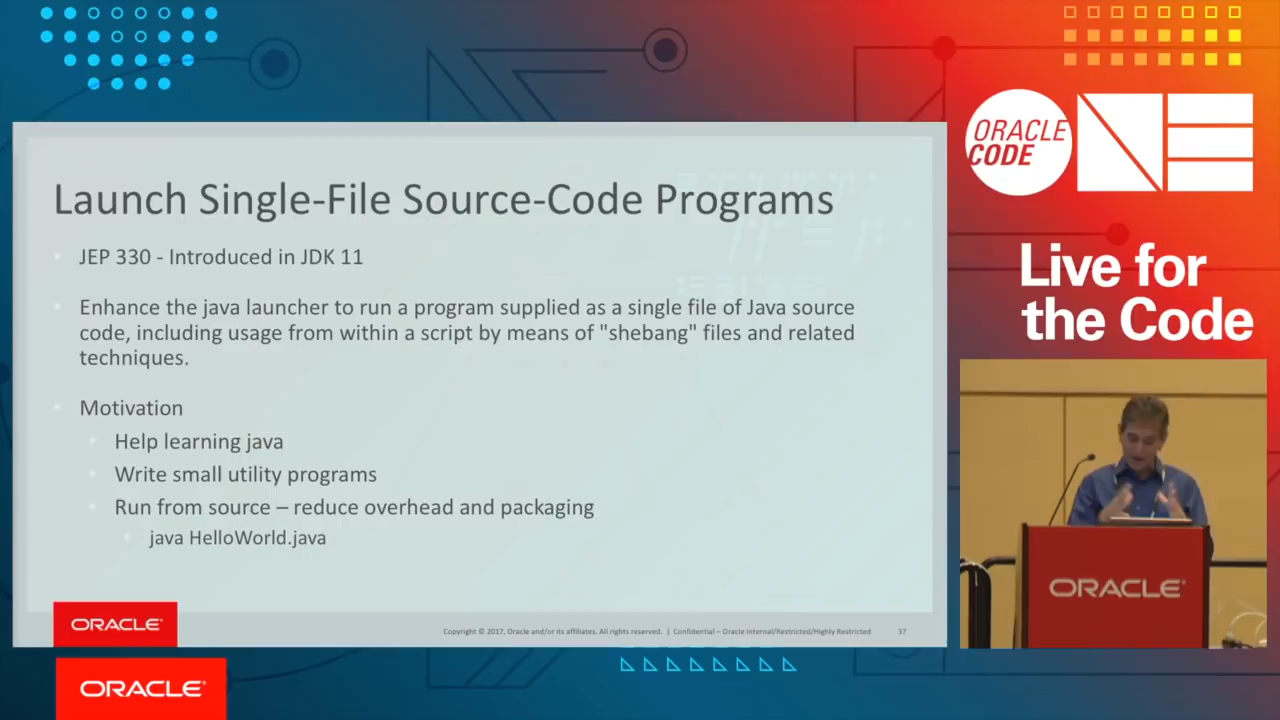 ORACLE
CODE
ONE
Live for
the Code
Launch Single-File Source-Code Programs
JEP 330 - Introduced in JDK 11
Enhance the java launcher to run a program supplied as a single file of Java source
code, including usage from within a script by means of "shebang" files and related
techniques.
Motivation
Help learning java
Write small utility programs
Run from source – reduce overhead and packaging
java HelloWorld.java
ORACLE®
Copyright © 2017, Oracle and/or its affiliates. All rights reserved. | Confidential – Oracle Internal/Restricted/Highly Restricted 37
ORACLE®
ORACLE®